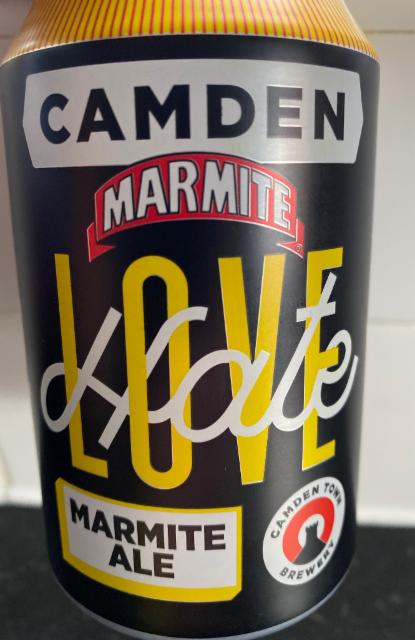 CAMDEN
MARMITE
LOVE
Hate
MARMITE
ALE
CAMDEN TOWN
BREWERY